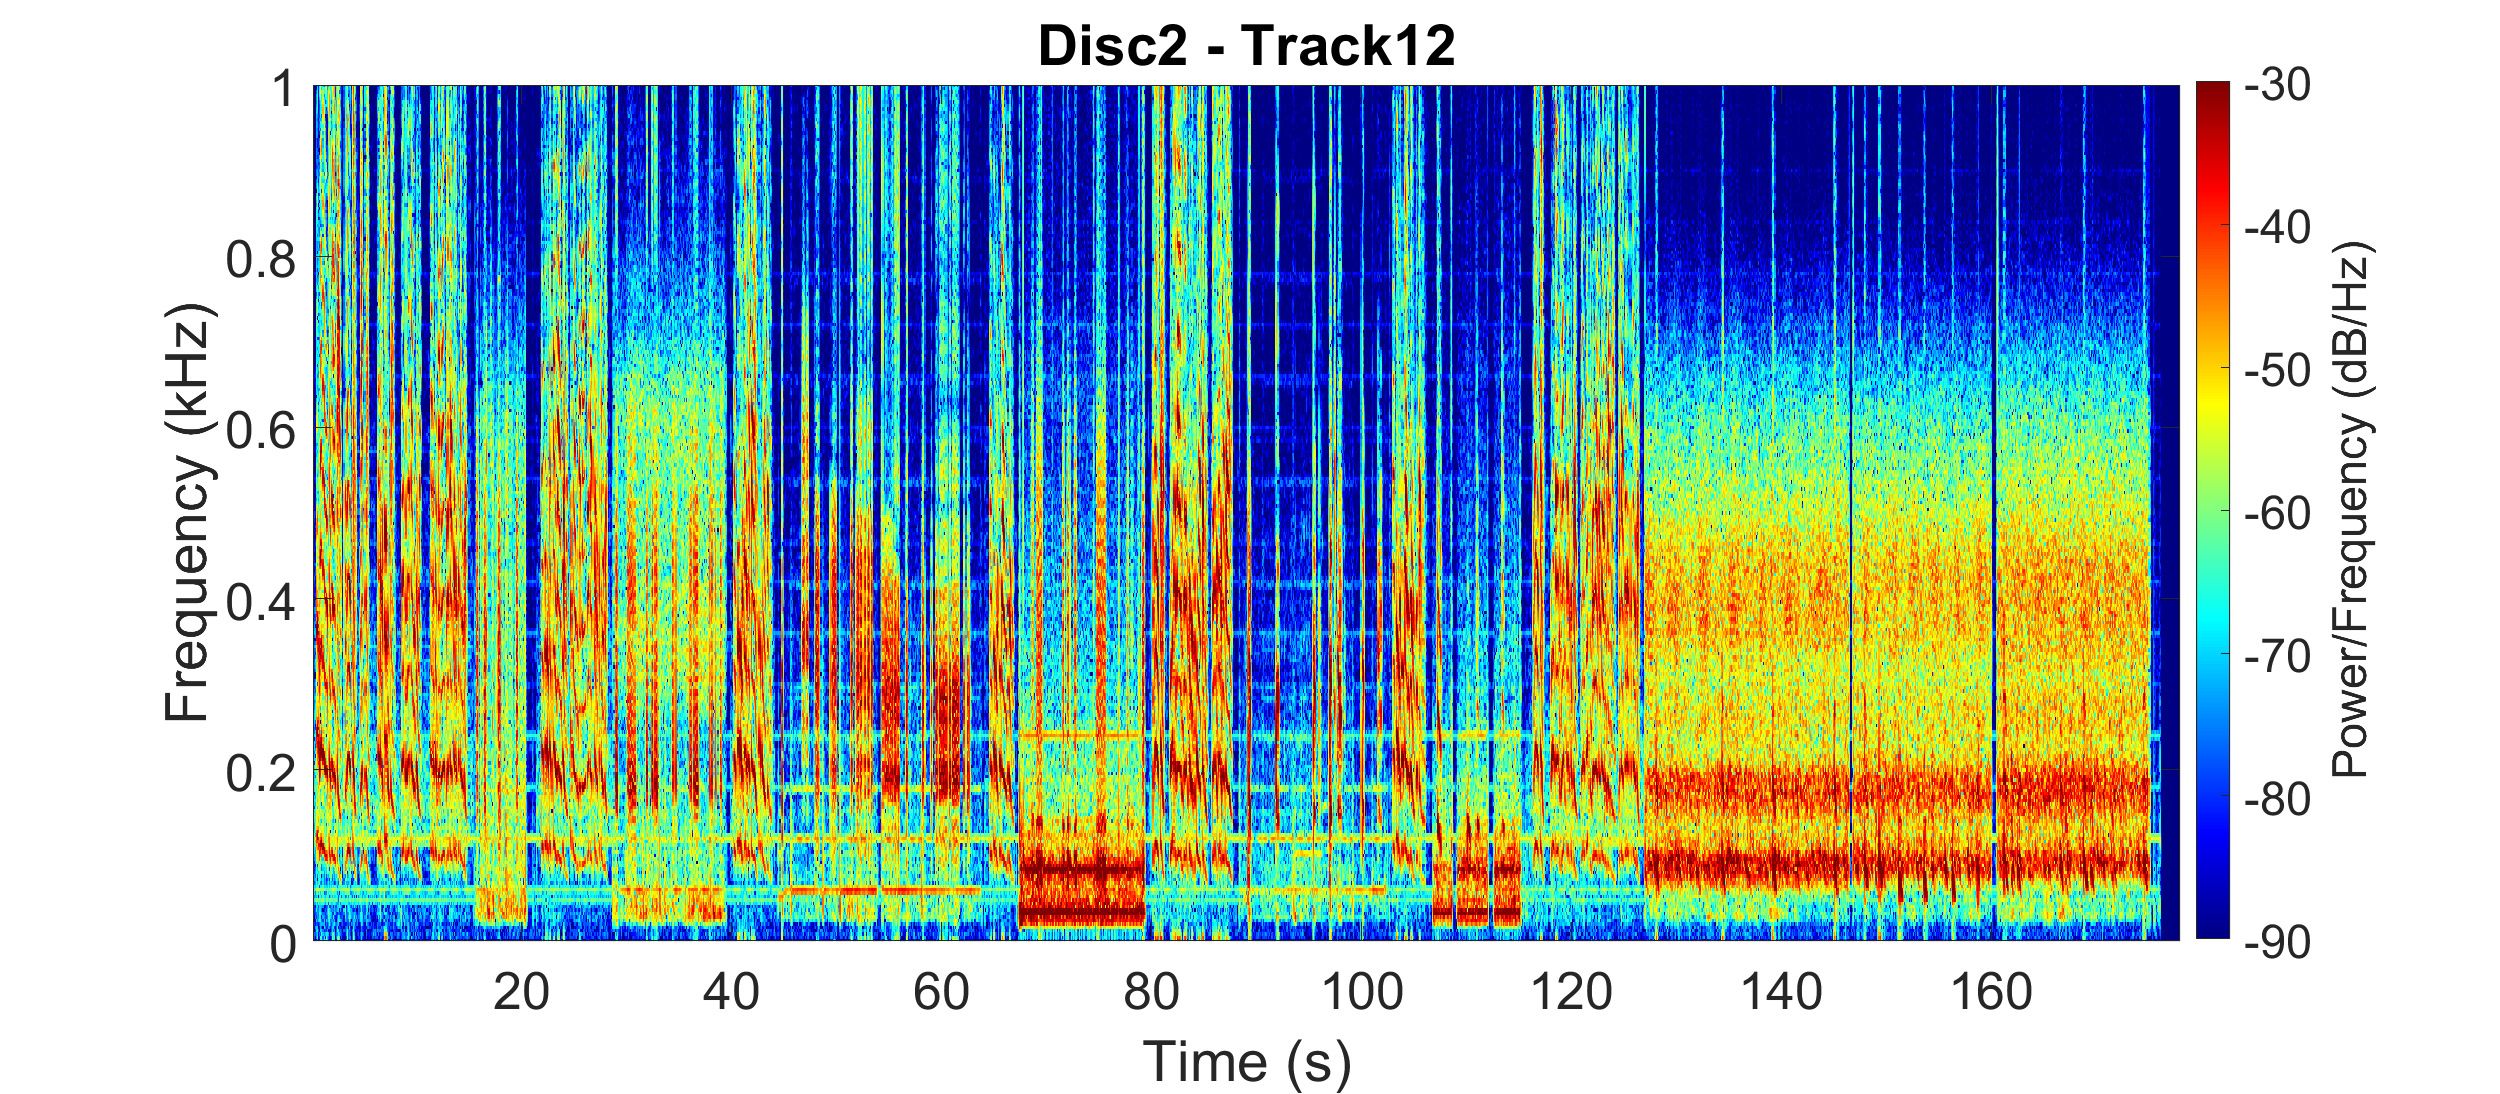 Disc2 - Track12
Frequency (kHz)
1
0.8
0.6
0.4
0.2
0
20 40 60 80 100 120 140 160
Time (s)
-30
-40
-50
-60
-70
-80
-90
Power/Frequency (dB/Hz)